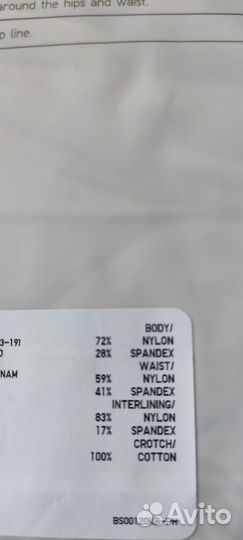 around the hips and waist.
p line.
BODY/
3-19) 72% NYLON
28% SPANDEX
WAIST/
NAM 59% NYLON
41% SPANDEX
INTERLINING/
83% NYLON
17% SPANDEX
CROTCH/
100% COTTON
Avito